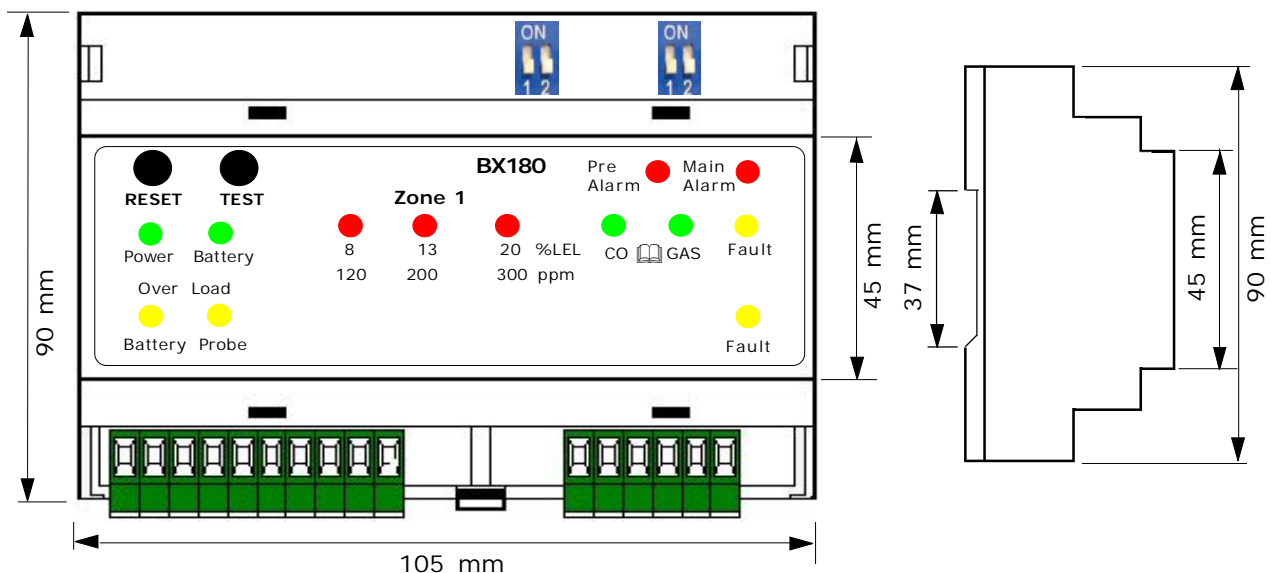 ON ON
1 2 1 2
BX180
Pre Alarm
Main Alarm
RESET TEST
Zone 1
Power Battery
8 13 20 %LEL
120 200 300 ppm
CO GAS
Fault
Over Load
Battery Probe
Fault
90 mm
45 mm
105 mm
37 mm
45 mm
90 mm